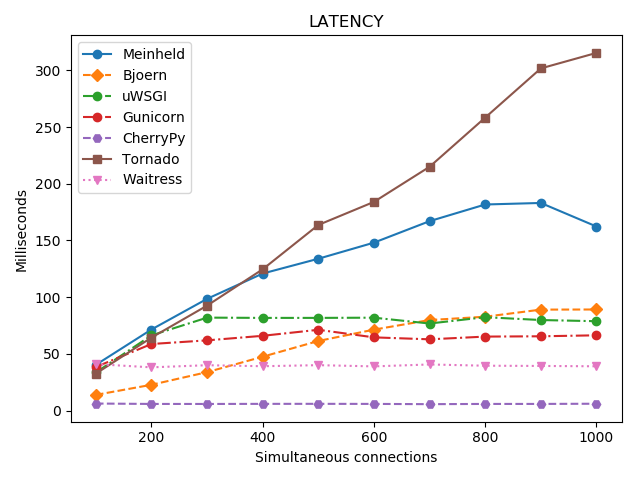 LATENCY
Meinheld
Bjoern
uWSGI
Gunicorn
CherryPy
Tornado
Waitress
Milliseconds
300
250
200
150
100
50
0
200 400 600 800 1000
Simultaneous connections